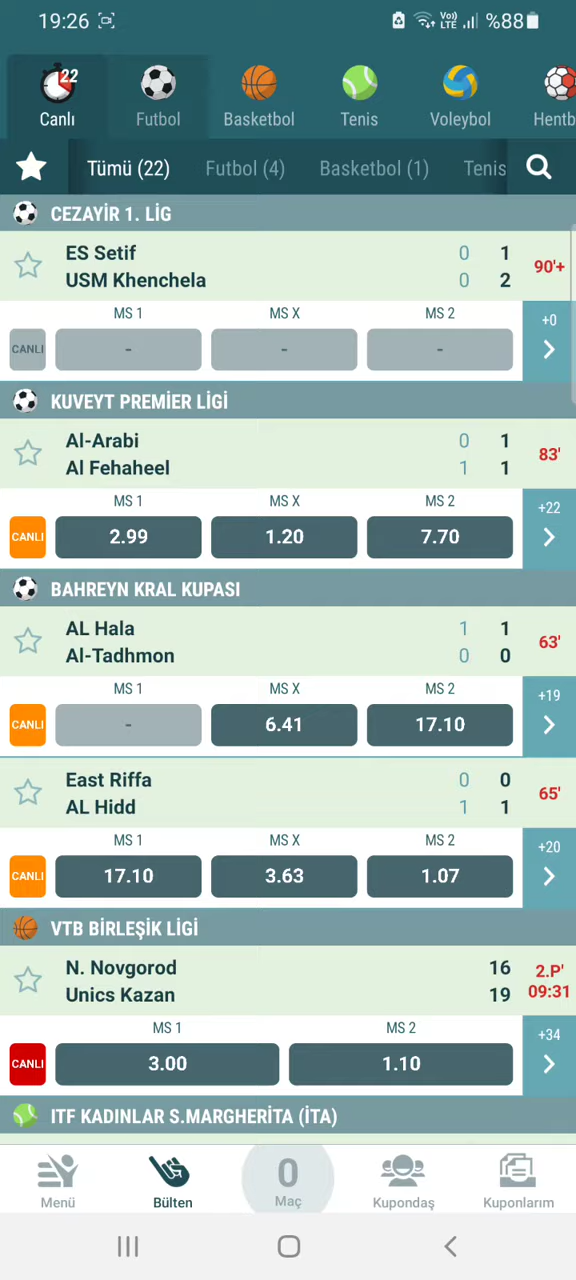 19:26 Vo) LTE %88
22
Canlı Futbol Basketbol Tenis Voleybol Hentb
Tümü (22) Futbol (4) Basketbol (1) Tenis
CEZAYİR 1. LİG
ES Setif 0 1
USM Khenchela 0 2
90'+
MS 1 MS X MS 2 +0
CANLI - - -
KUVEYT PREMİER LİGİ
Al-Arabi 0 1
Al Fehaheel 1 1
83'
MS 1 MS X MS 2 +22
CANLI 2.99 1.20 7.70
BAHREYN KRAL KUPASI
AL Hala 1 1
Al-Tadhmon 0 0
63'
MS 1 MS X MS 2 +19
CANLI - 6.41 17.10
East Riffa 0 0
AL Hidd 1 1
65'
MS 1 MS X MS 2 +20
CANLI 17.10 3.63 1.07
VTB BİRLEŞİK LİGİ
N. Novgorod 16
Unics Kazan 19
2.P'
09:31
MS 1 MS 2 +34
CANLI 3.00 1.10
ITF KADINLAR S.MARGHERİTA (İTA)
0
Menü Bülten Maç Kupondaş Kuponlarım